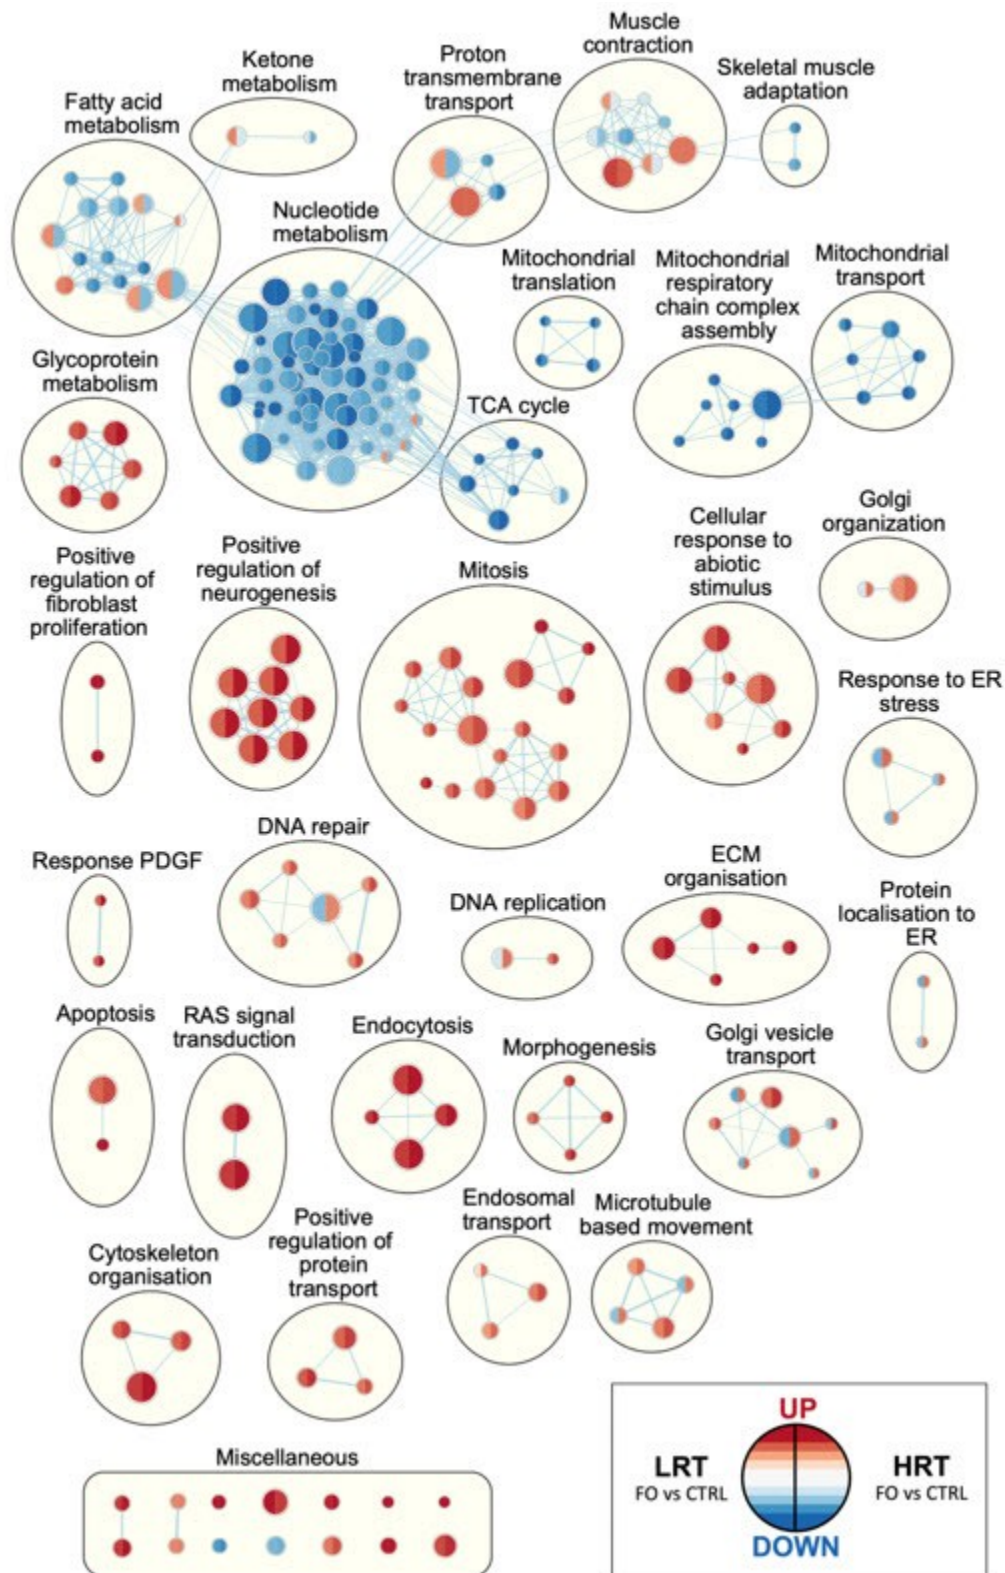 Muscle
contraction
Ketone
metabolism
Proton
transmembrane
transport
Skeletal muscle
adaptation
Fatty acid
metabolism
Nucleotide
metabolism
Mitochondrial
translation
Mitochondrial
respiratory
chain complex
assembly
Mitochondrial
transport
Glycoprotein
metabolism
TCA cycle
Cellular
response to
abiotic
stimulus
Golgi
organization
Positive
regulation of
fibroblast
proliferation
Positive
regulation of
neurogenesis
Mitosis
Response to ER
stress
DNA repair
Response PDGF
ECM
organisation
DNA replication
Protein
localisation to
ER
Apoptosis
RAS signal
transduction
Endocytosis
Morphogenesis
Golgi vesicle
transport
Endosomal
transport
Microtubule
based movement
Positive
regulation of
protein
transport
Cytoskeleton
organisation
Miscellaneous
UP
LRT
FO vs CTRL
HRT
FO vs CTRL
DOWN